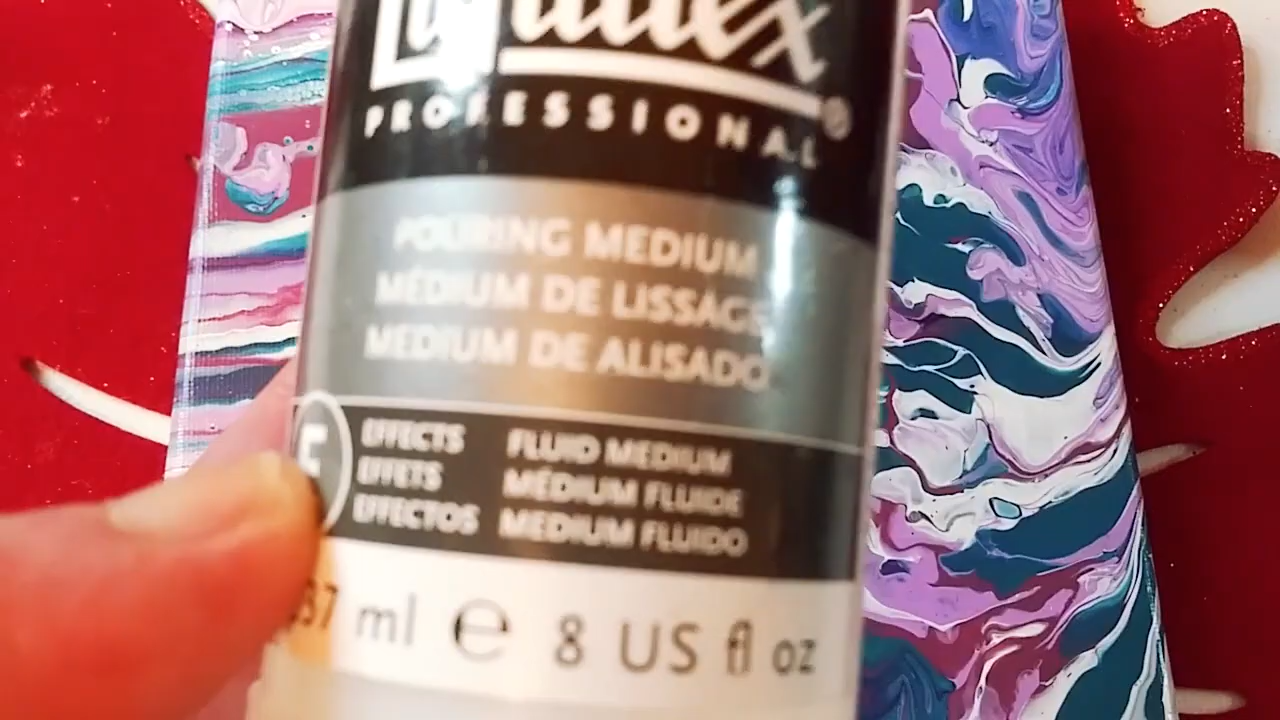 PROFESSIONAL®
POURING MEDIUM
MÉDIUM DE LISSAGE
MEDIUM DE ALISADO
EFFECTS FLUID MEDIUM
EFFETS MÉDIUM FLUIDE
EFFECTOS MEDIUM FLUIDO
37 ml ℮ 8 US fl oz